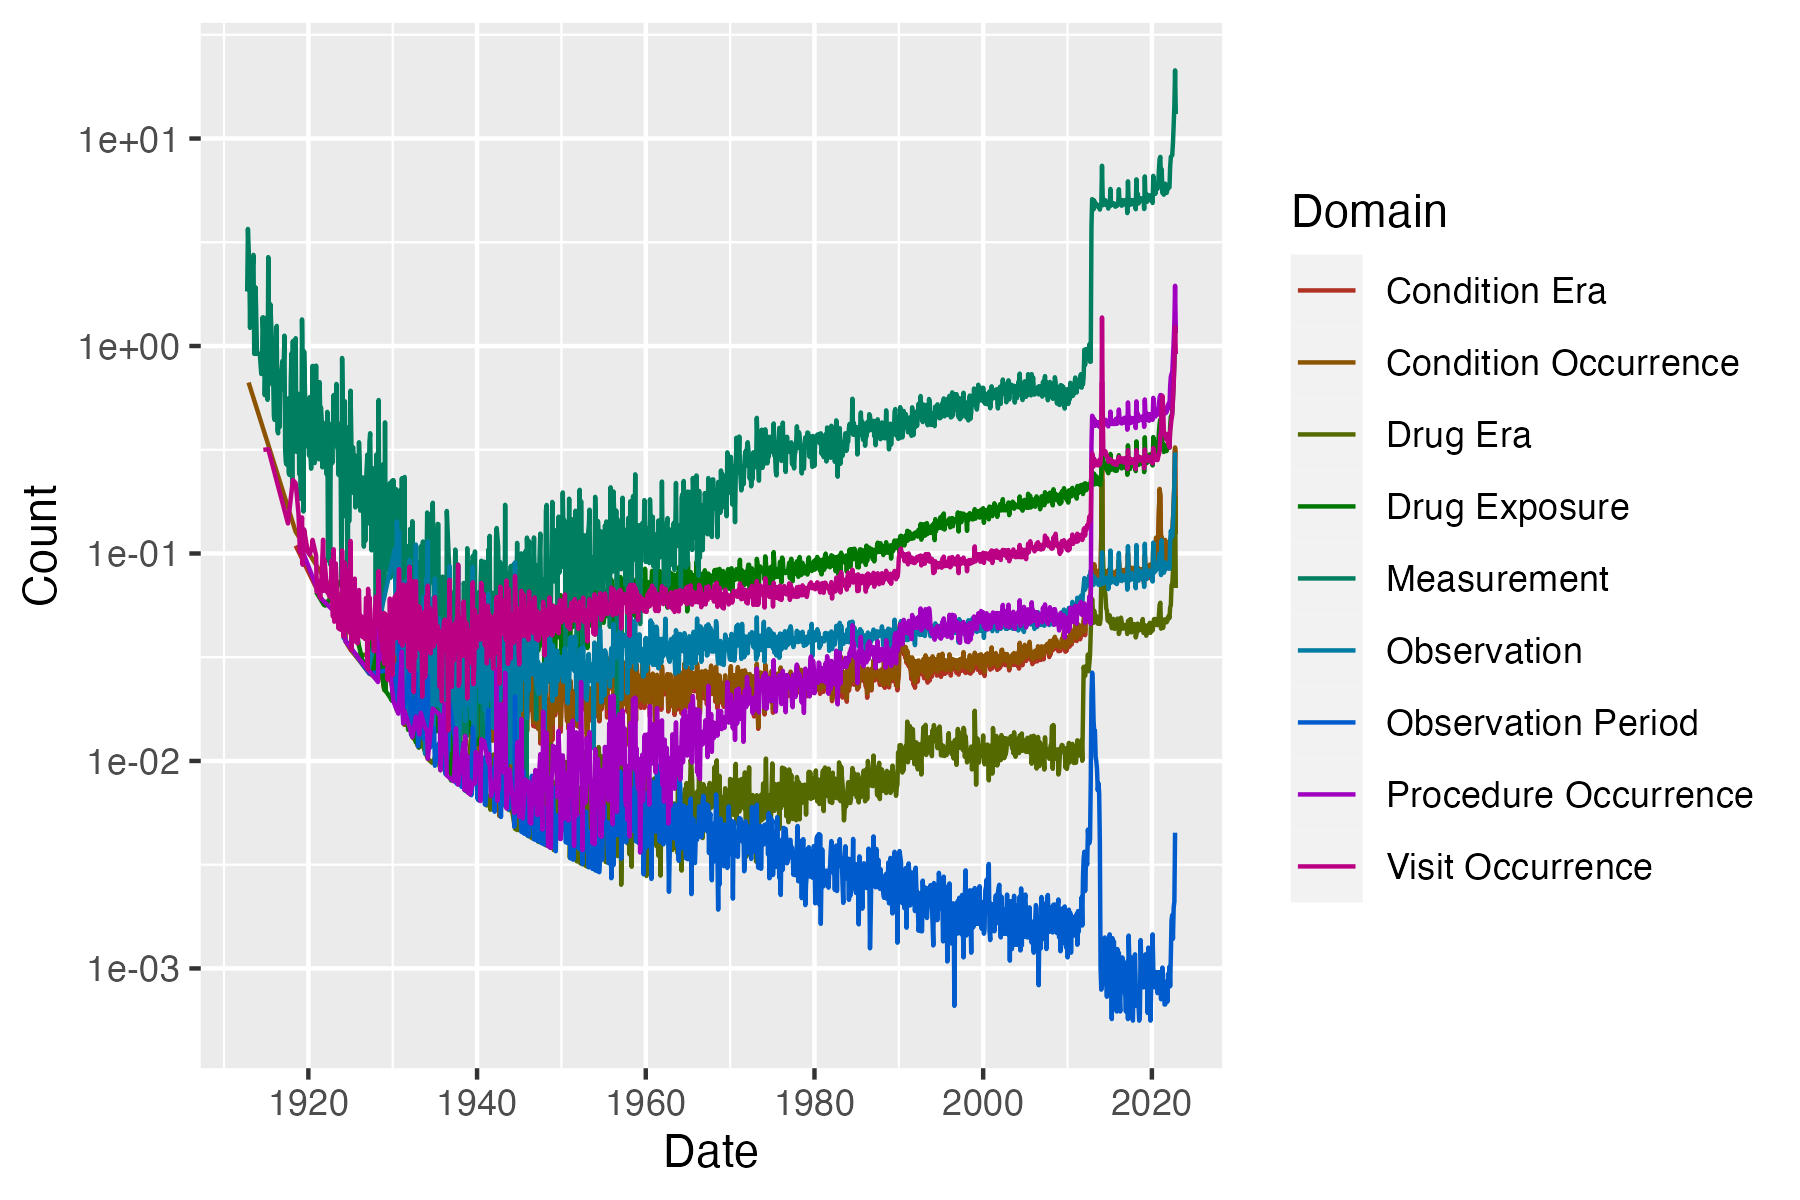 1e+01
1e+00
1e-01
1e-02
1e-03
Count
1920 1940 1960 1980 2000 2020
Date
Domain
Condition Era
Condition Occurrence
Drug Era
Drug Exposure
Measurement
Observation
Observation Period
Procedure Occurrence
Visit Occurrence